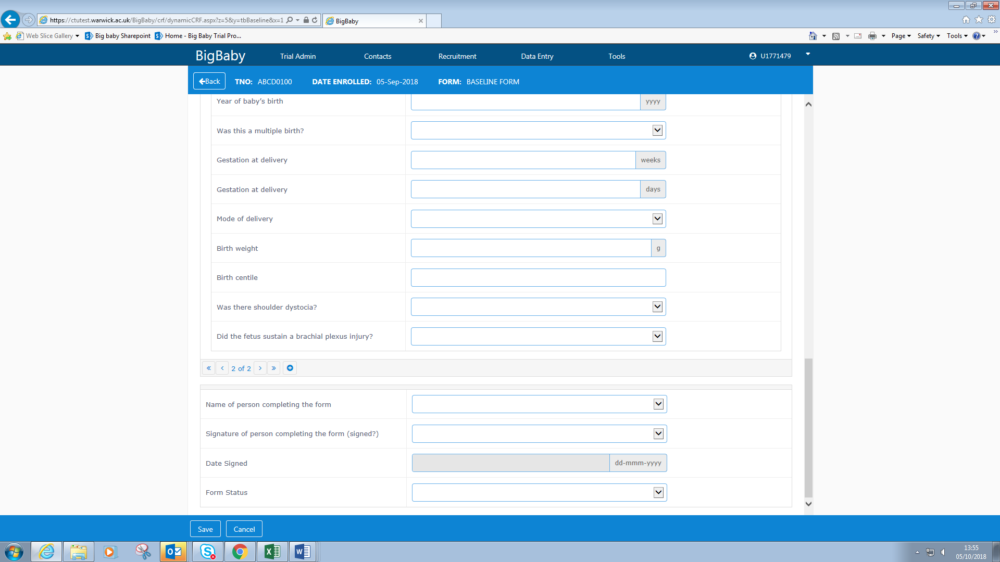 https://ctutest.warwick.ac.uk/BigBaby/crf/dynamicCRF.aspx?z=5&y=tbBaseline&x=1
BigBaby
Web Slice Gallery
Big baby Sharepoint
Home - Big Baby Trial Pro...
Page
Safety
Tools
BigBaby
Trial Admin
Contacts
Recruitment
Data Entry
Tools
U1771479
Back
TNO: ABCD0100
DATE ENROLLED: 05-Sep-2018
FORM: BASELINE FORM
Year of baby’s birth
yyyy
Was this a multiple birth?
Gestation at delivery
weeks
Gestation at delivery
days
Mode of delivery
Birth weight
g
Birth centile
Was there shoulder dystocia?
Did the fetus sustain a brachial plexus injury?
« < 2 of 2 > »
Name of person completing the form
Signature of person completing the form (signed?)
Date Signed
dd-mmm-yyyy
Form Status
Save
Cancel
13:55
05/10/2018